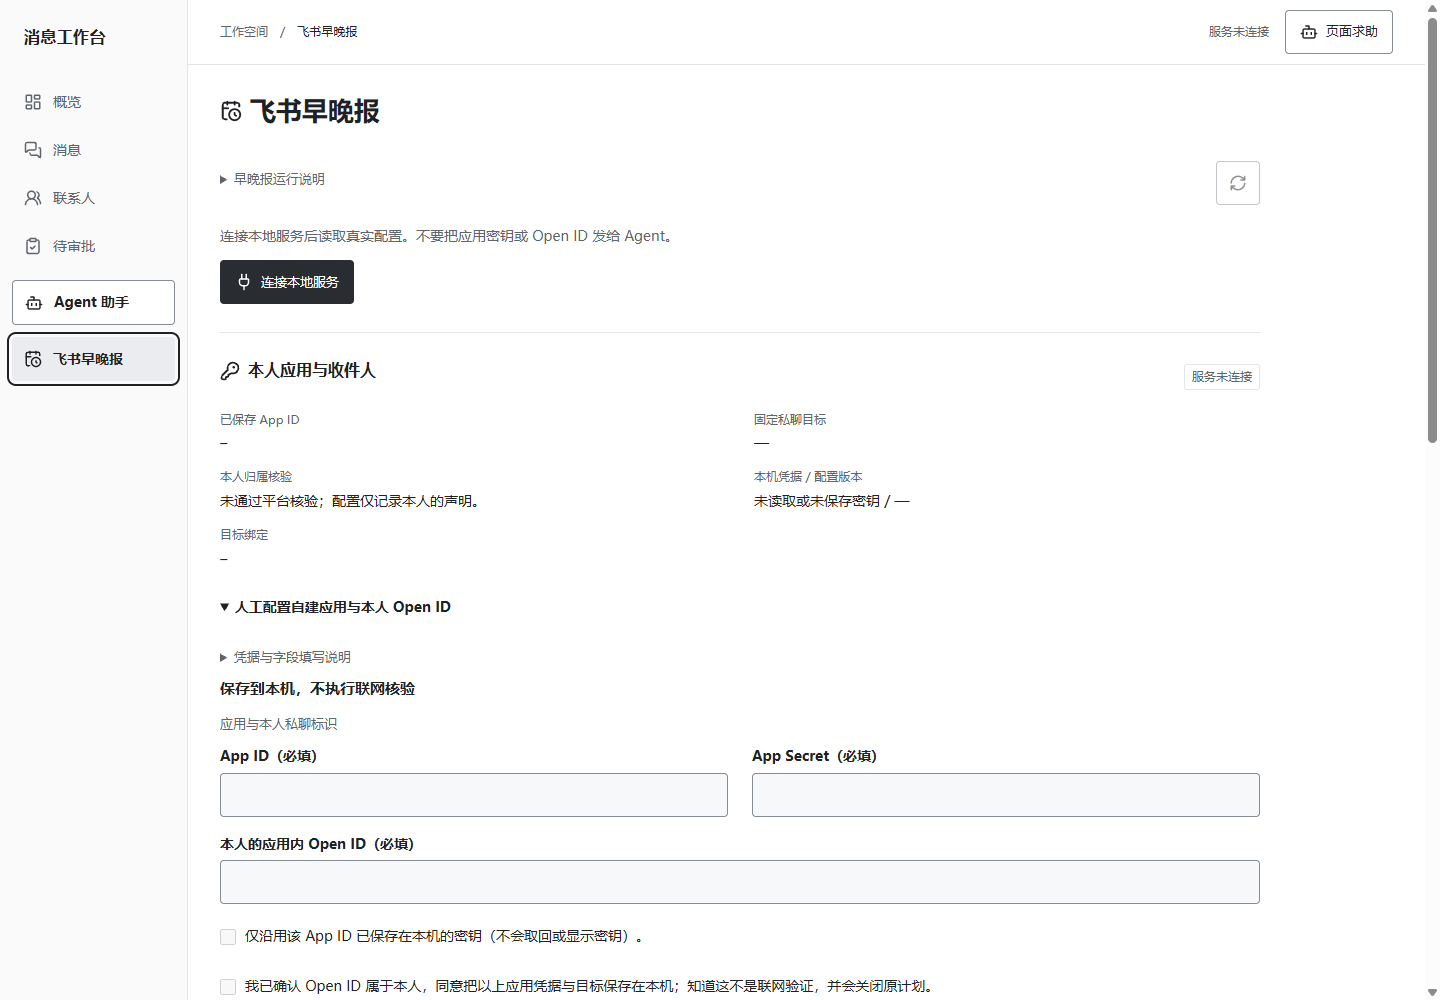 消息工作台
概览
消息
联系人
待审批
Agent 助手
飞书早晚报
工作空间 / 飞书早晚报
服务未连接
页面求助
飞书早晚报
早晚报运行说明
连接本地服务后读取真实配置。不要把应用密钥或 Open ID 发给 Agent。
连接本地服务
本人应用与收件人
服务未连接
已保存 App ID
–
固定私聊目标
—
本人归属核验
未通过平台核验；配置仅记录本人的声明。
本机凭据 / 配置版本
未读取或未保存密钥 / —
目标绑定
–
人工配置自建应用与本人 Open ID
凭据与字段填写说明
保存到本机，不执行联网核验
应用与本人私聊标识
App ID（必填）
App Secret（必填）
本人的应用内 Open ID（必填）
仅沿用该 App ID 已保存在本机的密钥（不会取回或显示密钥）。
我已确认 Open ID 属于本人，同意把以上应用凭据与目标保存在本机；知道这不是联网验证，并会关闭原计划。